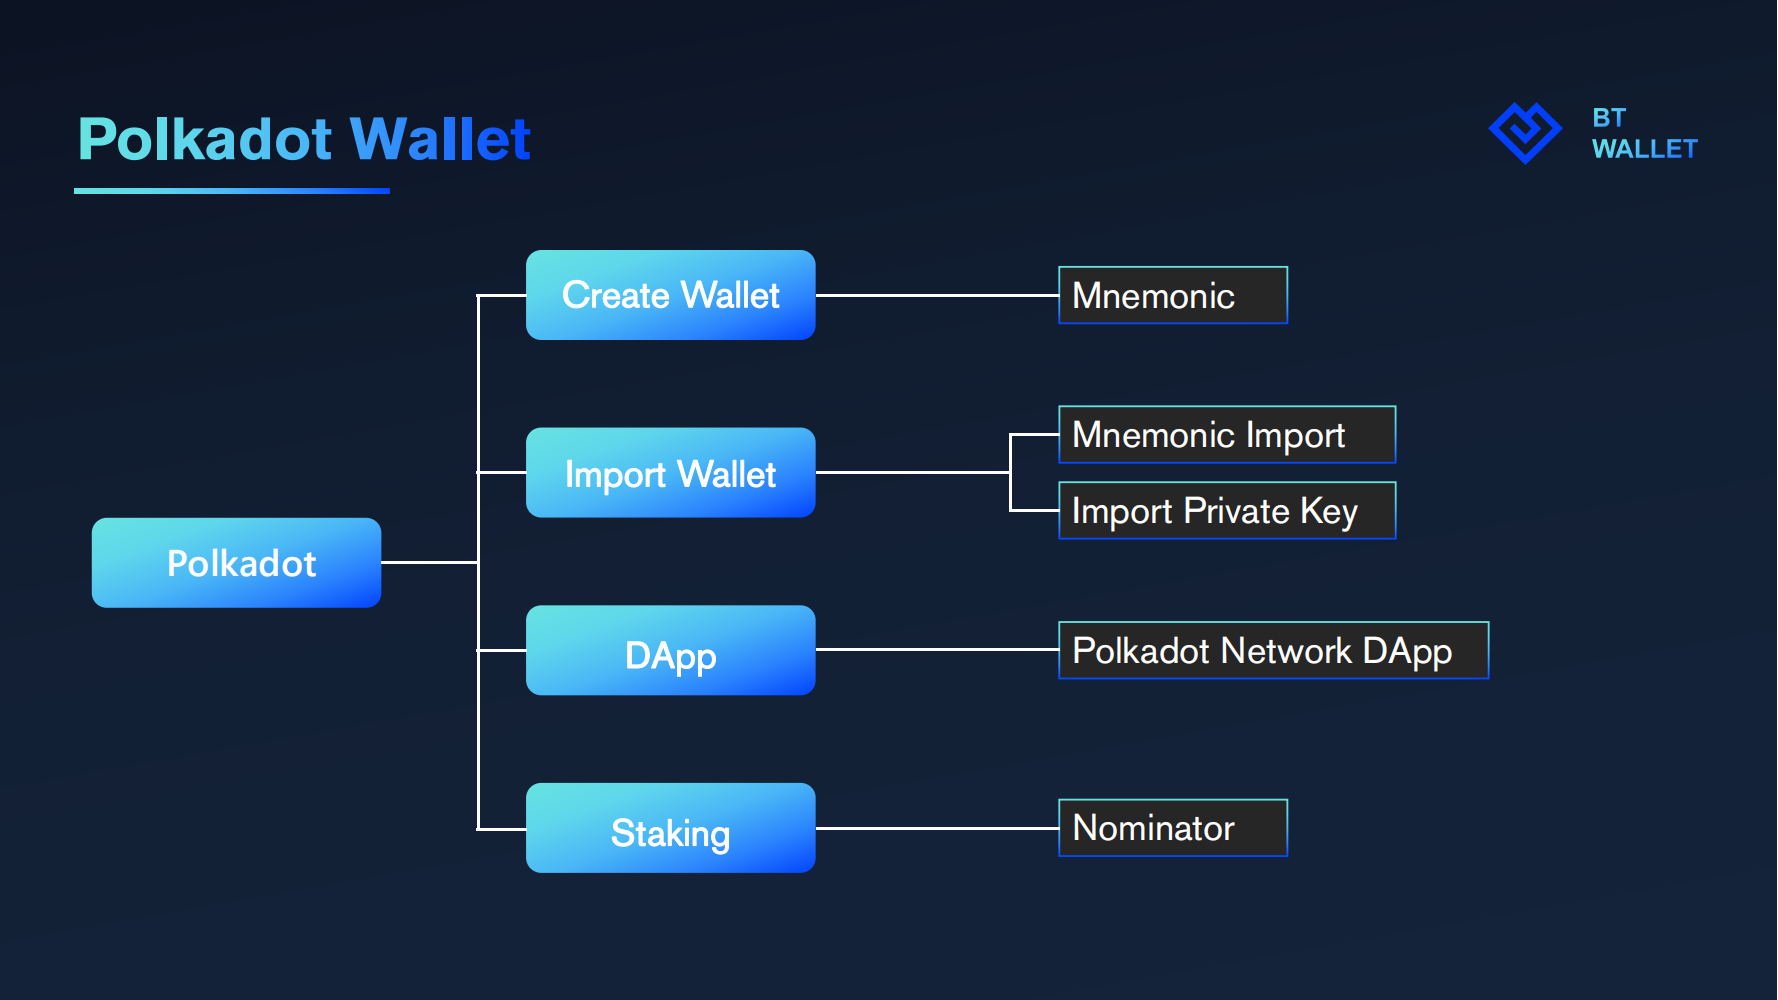 Polkadot Wallet
BT
WALLET
Create Wallet
Mnemonic
Import Wallet
Mnemonic Import
Import Private Key
Polkadot
DApp
Polkadot Network DApp
Staking
Nominator